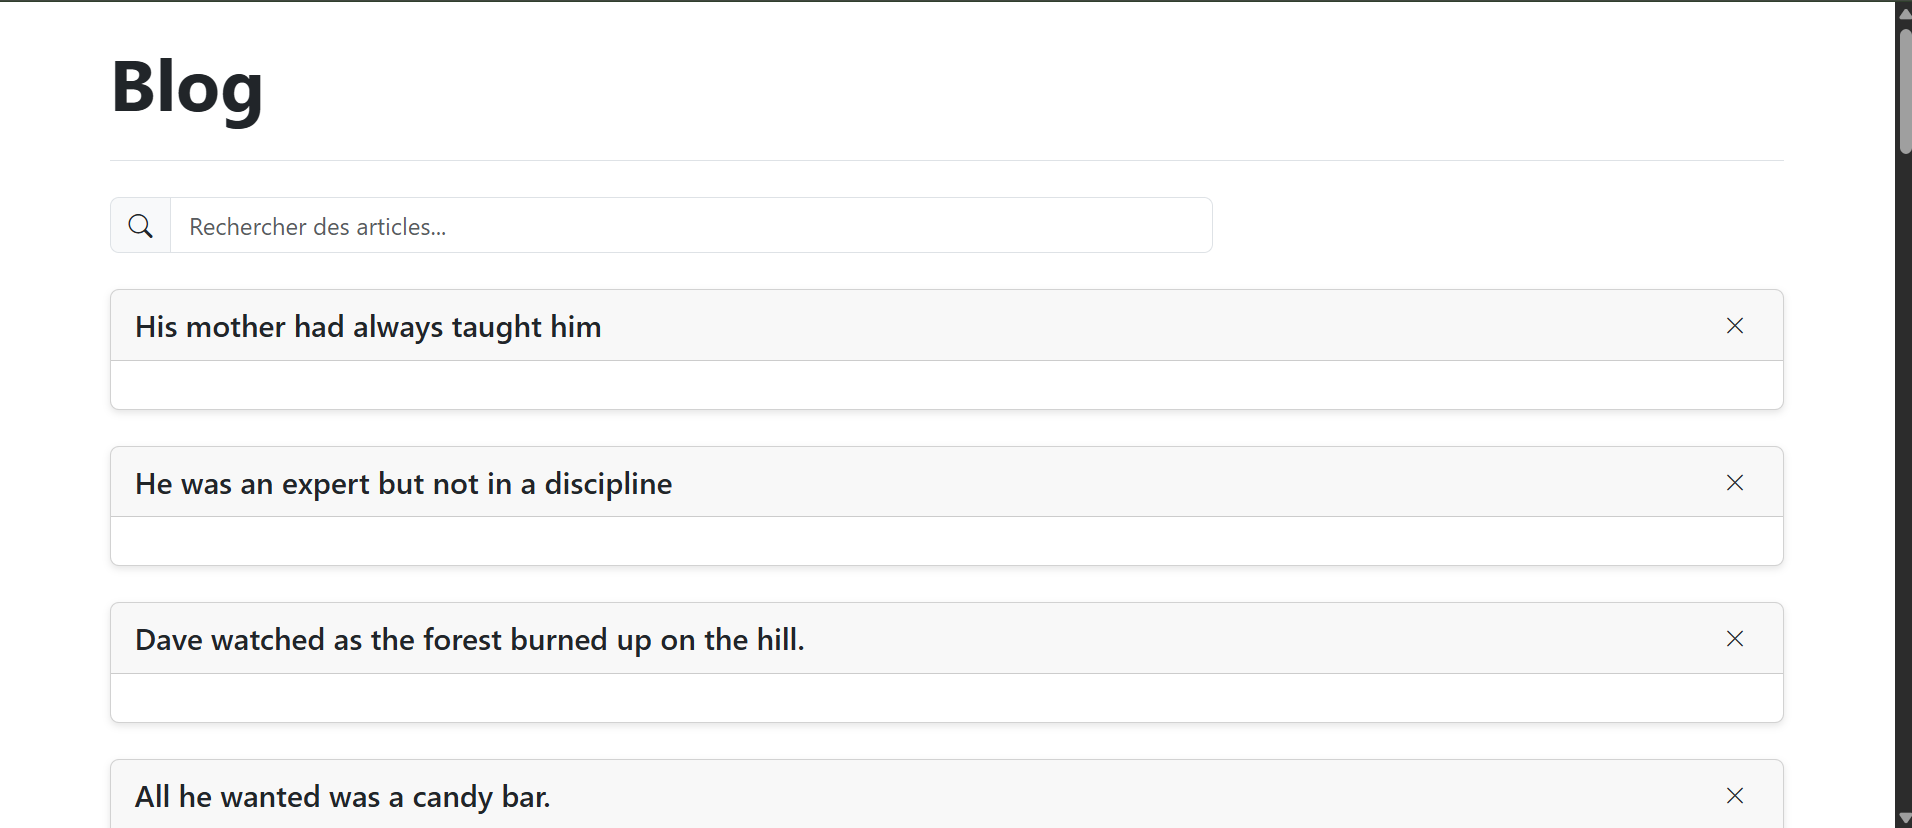 Blog
Rechercher des articles...
His mother had always taught him
He was an expert but not in a discipline
Dave watched as the forest burned up on the hill.
All he wanted was a candy bar.